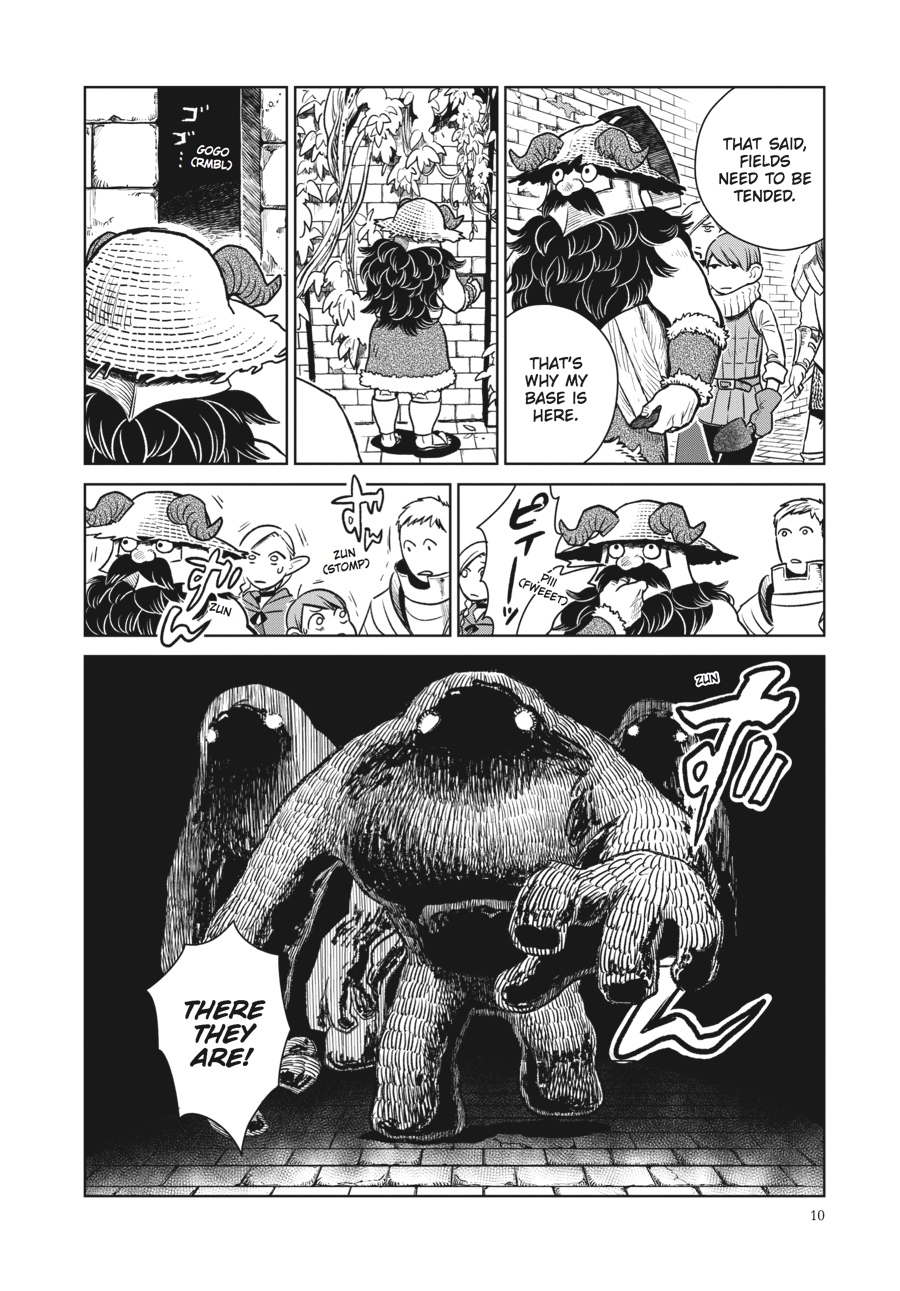 THAT SAID,
FIELDS
NEED TO BE
TENDED.
THAT'S
WHY MY
BASE IS
HERE.
ゴ
ゴ
...
GOGO
(RMBL)
ピィーッ
PIII
(FWEEET)
ずん
ZUN
(STOMP)
ずん
ZUN
ZUN
ずん
THERE
THEY
ARE!
10